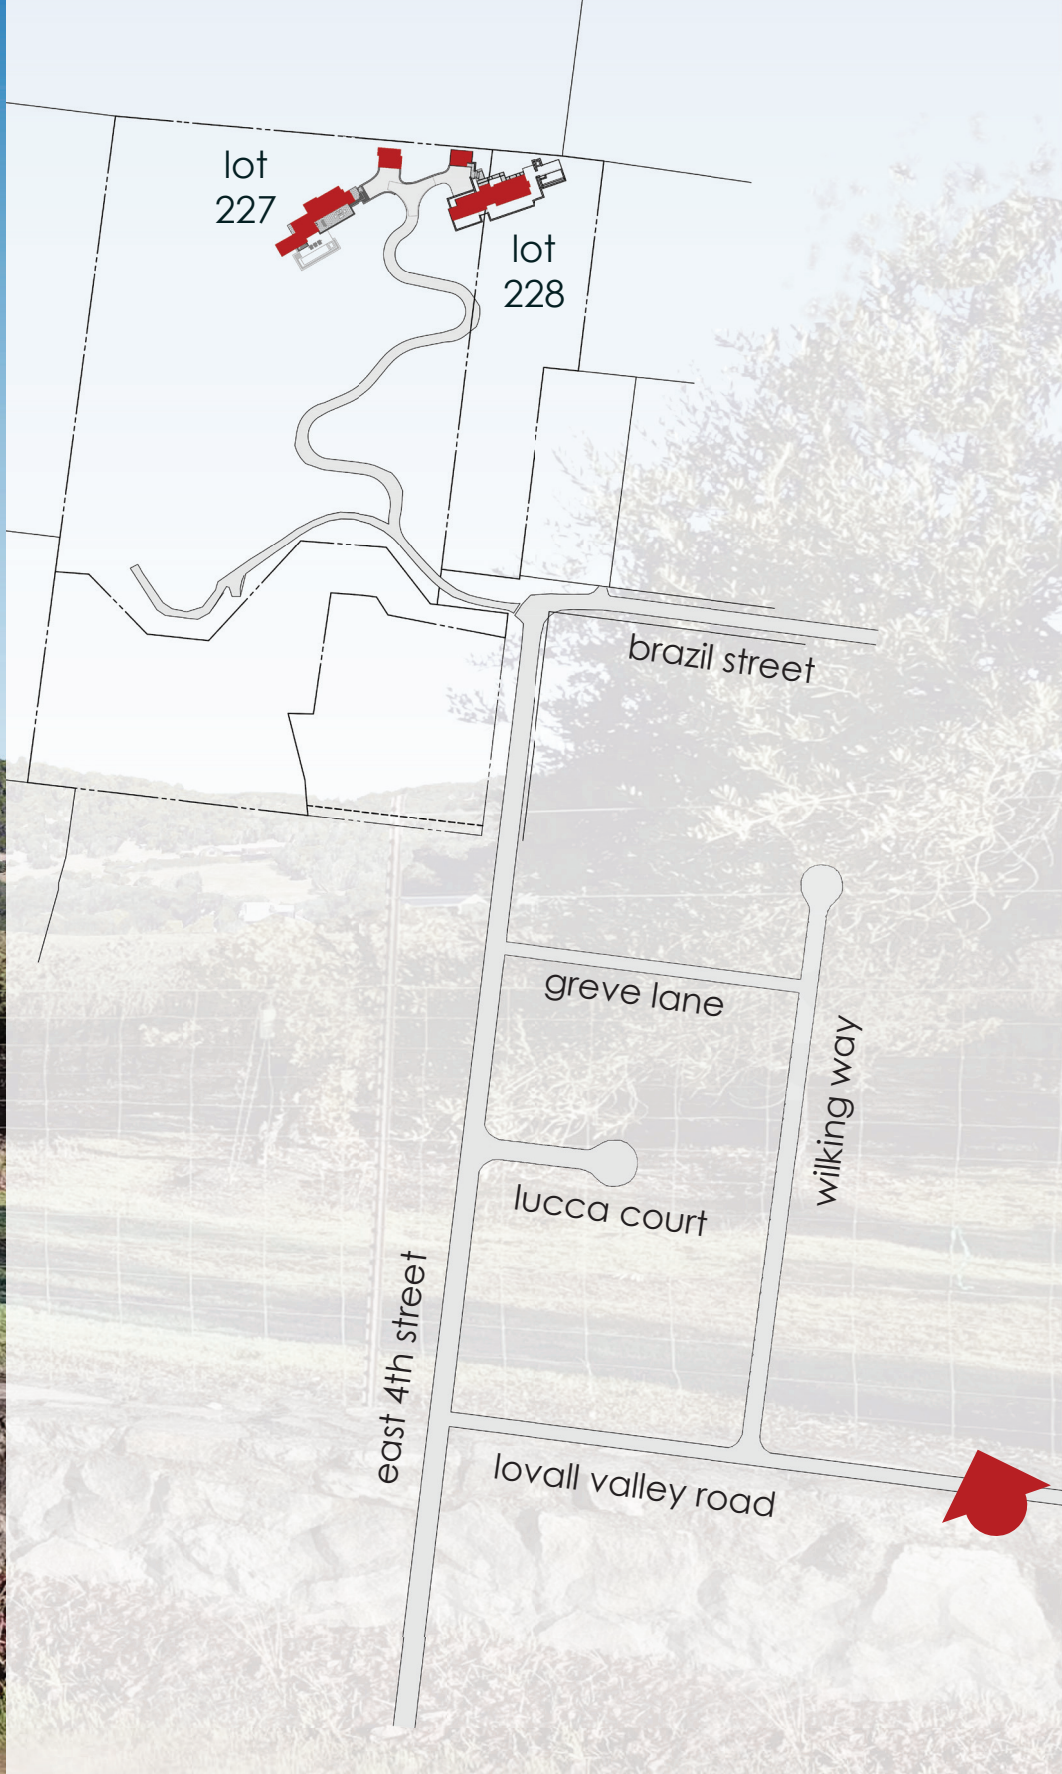 lot
227
lot
228
brazil street
greve lane
wilking way
lucca court
east 4th street
lovall valley road